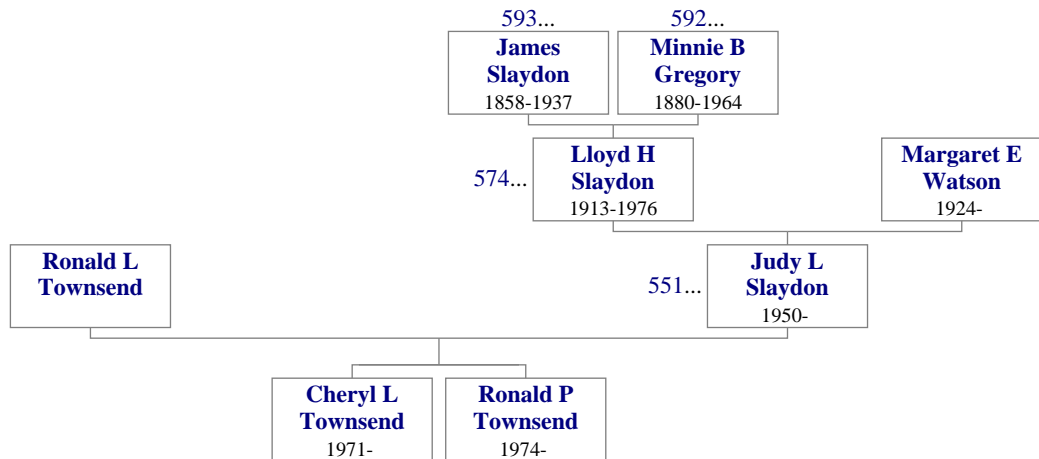 593...
592...
James
Slaydon
1858-1937
Minnie B
Gregory
1880-1964
574...
Lloyd H
Slaydon
1913-1976
Margaret E
Watson
1924-
Ronald L
Townsend
551...
Judy L
Slaydon
1950-
Cheryl L
Townsend
1971-
Ronald P
Townsend
1974-